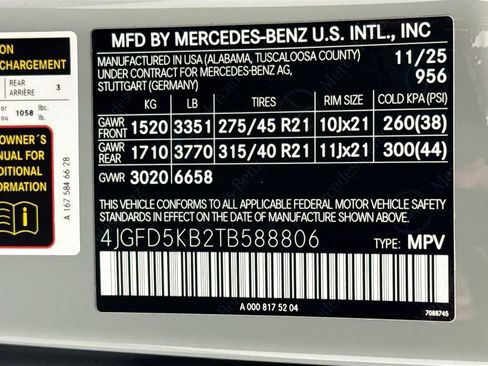 ON
CHARGEMENT
REAR
ARRIÈRE
3
or
ou
1058 lbs.
lb.
OWNER´S
NUAL FOR
DITIONAL
RMATION
A 167 584 66 28
MFD BY MERCEDES-BENZ U.S. INTL., INC
MANUFACTURED IN USA (ALABAMA, TUSCALOOSA COUNTY) 11/25
UNDER CONTRACT FOR MERCEDES-BENZ AG, 956
STUTTGART (GERMANY)
KG LB TIRES RIM SIZE COLD KPA (PSI)
GAWR FRONT 1520 3351 275/45 R21 10Jx21 260(38)
GAWR REAR 1710 3770 315/40 R21 11Jx21 300(44)
GVWR 3020 6658
THIS VEHICLE CONFORMS TO ALL APPLICABLE FEDERAL MOTOR VEHICLE SAFETY
STANDARDS IN EFFECT ON THE DATE OF MANUFACTURE SHOWN ABOVE.
4JGFD5KB2TB588806 TYPE: MPV
A 000 817 52 04
7088745